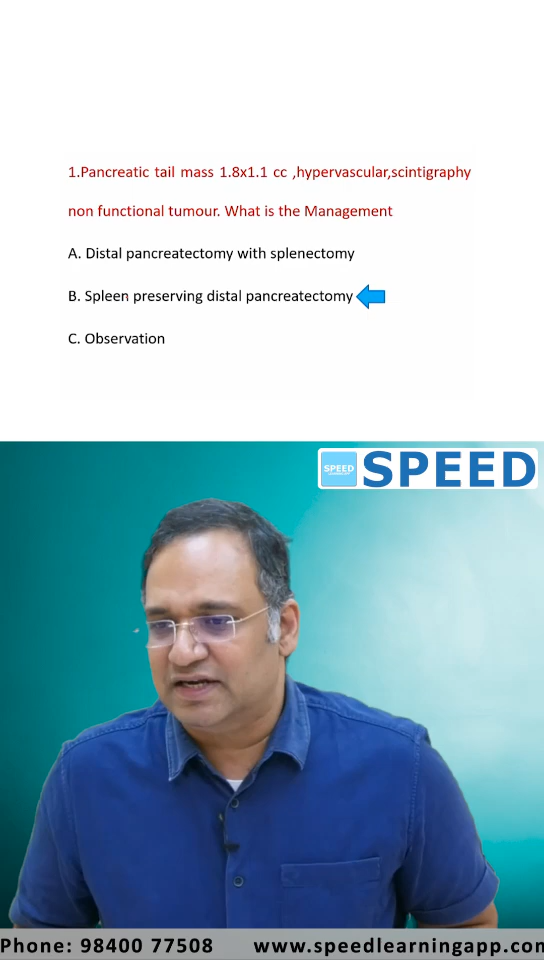 1.Pancreatic tail mass 1.8x1.1 cc ,hypervascular,scintigraphy
non functional tumour. What is the Management
A. Distal pancreatectomy with splenectomy
B. Spleen preserving distal pancreatectomy
C. Observation
SPEED
SPEED
Phone: 98400 77508 www.speedlearningapp.con